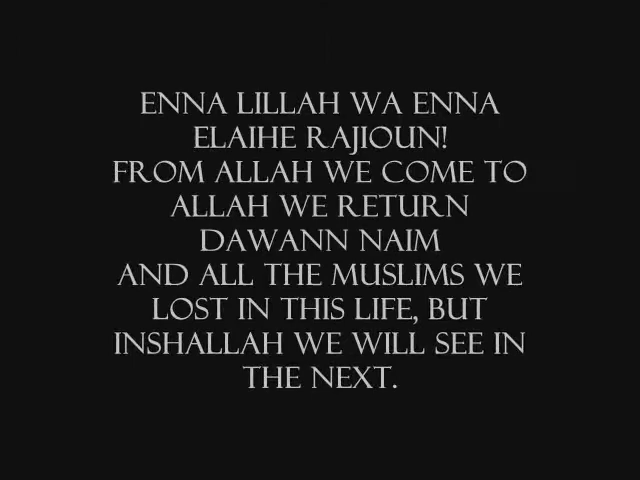 ENNA LILLAH WA ENNA
ELAIHE RAJIOUN!
FROM ALLAH WE COME TO
ALLAH WE RETURN
DAWANN NAIM
AND ALL THE MUSLIMS WE
LOST IN THIS LIFE, BUT
INSHALLAH WE WILL SEE IN
THE NEXT.